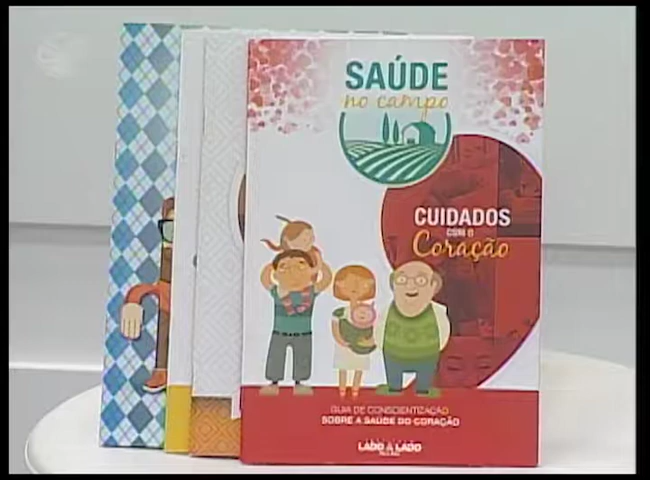 SAÚDE
no campo
CUIDADOS
COM O
Coração
GUIA DE CONSCIENTIZAÇÃO
SOBRE A SAÚDE DO CORAÇÃO
LADO A LADO